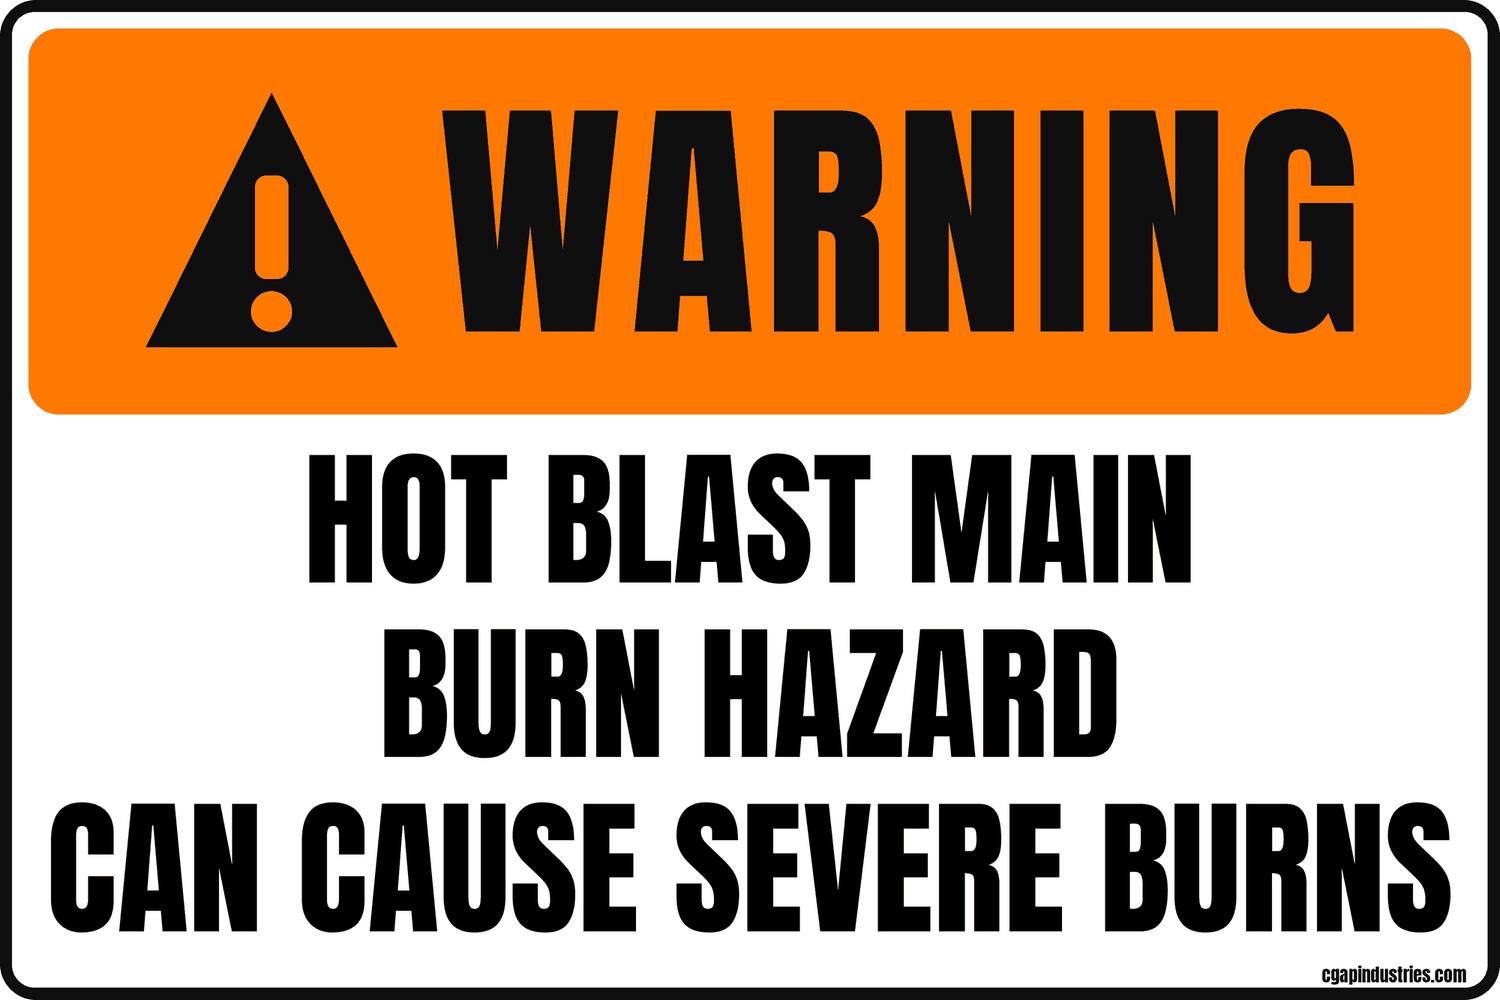 WARNING
HOT BLAST MAIN
BURN HAZARD
CAN CAUSE SEVERE BURNS
cgapindustries.com